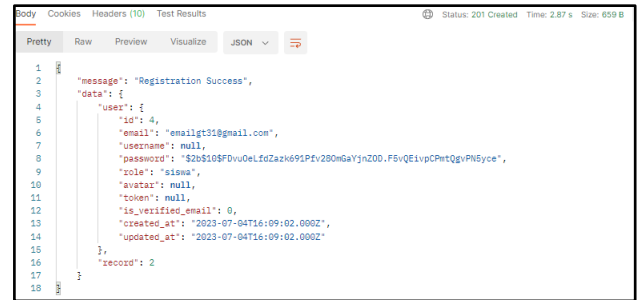 Body Cookies Headers (10) Test Results Status: 201 Created Time: 2.87 s Size: 659 B
Pretty Raw Preview Visualize JSON
1 {
2 "message": "Registration Success",
3 "data": {
4 "user": {
5 "id": 4,
6 "email": "emailgt31@gmail.com",
7 "username": null,
8 "password": "$2b$10$FDvuOeLfdZazk691Pfv28OmGaYjnZOD.F5vQEivpCPmtQgvPN5yce",
9 "role": "siswa",
10 "avatar": null,
11 "token": null,
12 "is_verified_email": 0,
13 "created_at": "2023-07-04T16:09:02.000Z",
14 "updated_at": "2023-07-04T16:09:02.000Z"
15 },
16 "record": 2
17 }
18 }